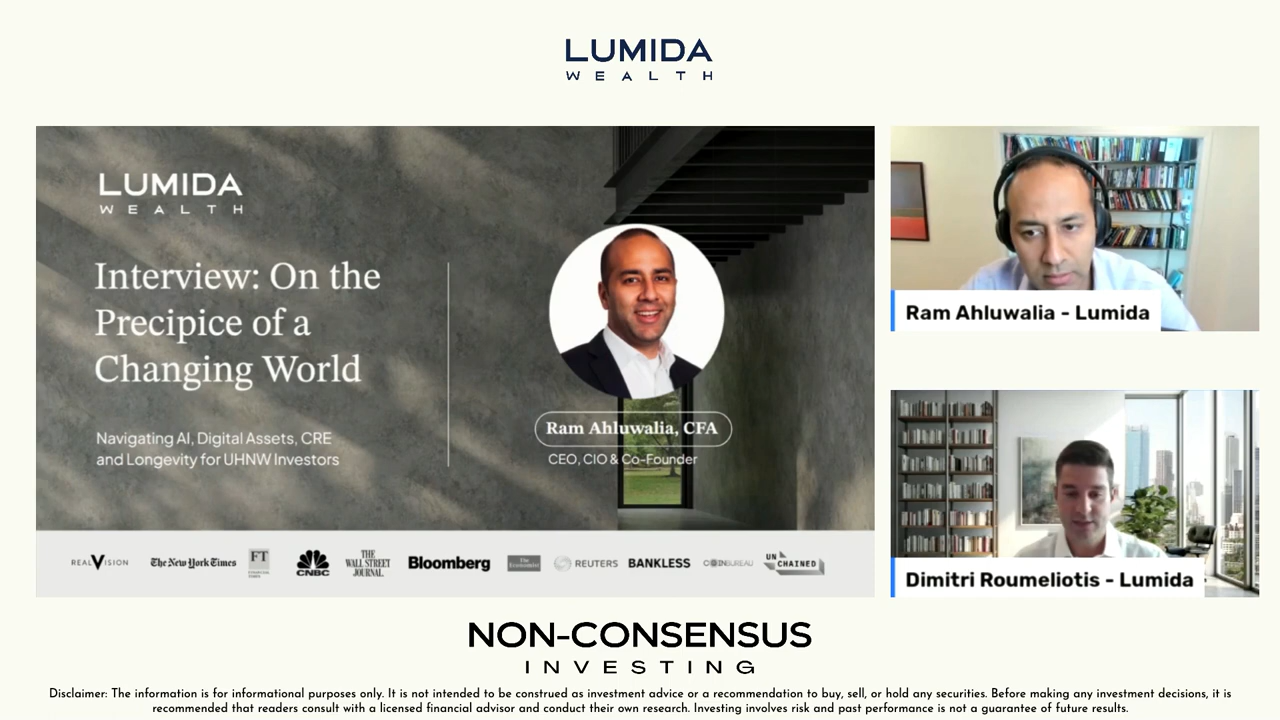 LUMIDA
WEALTH
LUMIDA
WEALTH
Interview: On the
Precipice of a
Changing World
Navigating AI, Digital Assets, CRE
and Longevity for UHNW Investors
Ram Ahluwalia, CFA
CEO, CIO & Co-Founder
REALVISION
The New York Times
FT
FINANCIAL
TIMES
CNBC
THE
WALL STREET
JOURNAL
Bloomberg
The
Economist
REUTERS
BANKLESS
COINBUREAU
UN
CHAINED
Ram Ahluwalia - Lumida
Dimitri Roumeliotis - Lumida
NON-CONSENSUS
INVESTING
Disclaimer: The information is for informational purposes only. It is not intended to be construed as investment advice or a recommendation to buy, sell, or hold any securities. Before making any investment decisions, it is
recommended that readers consult with a licensed financial advisor and conduct their own research. Investing involves risk and past performance is not a guarantee of future results.